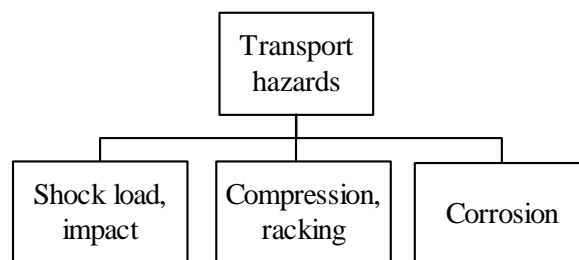 Transport
hazards
Shock load,
impact
Compression,
racking
Corrosion